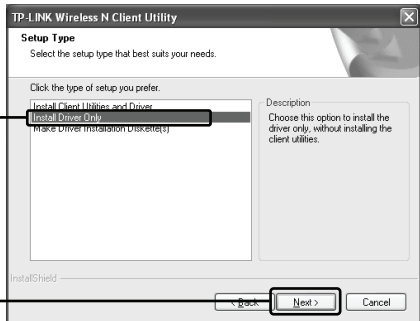 TP-LINK Wireless N Client Utility
Setup Type
Select the setup type that best suits your needs.
Click the type of setup you prefer.
Install Client Utilities and Driver
Install Driver Only
Make Driver Installation Diskette(s)
Description
Choose this option to install the
driver only, without installing the
client utilities.
InstallShield
< Back
Next >
Cancel